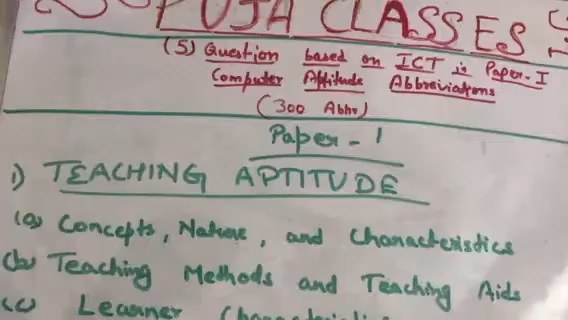 PUJA CLASSES
(5) Question based on ICT in Paper-I
Computer Aptitude Abbreviations
(300 Abbr)
Paper-1
1) TEACHING APTITUDE
(a) Concepts, Nature, and Characteristics
(b) Teaching Methods and Teaching Aids
(c) Learner Characteristics